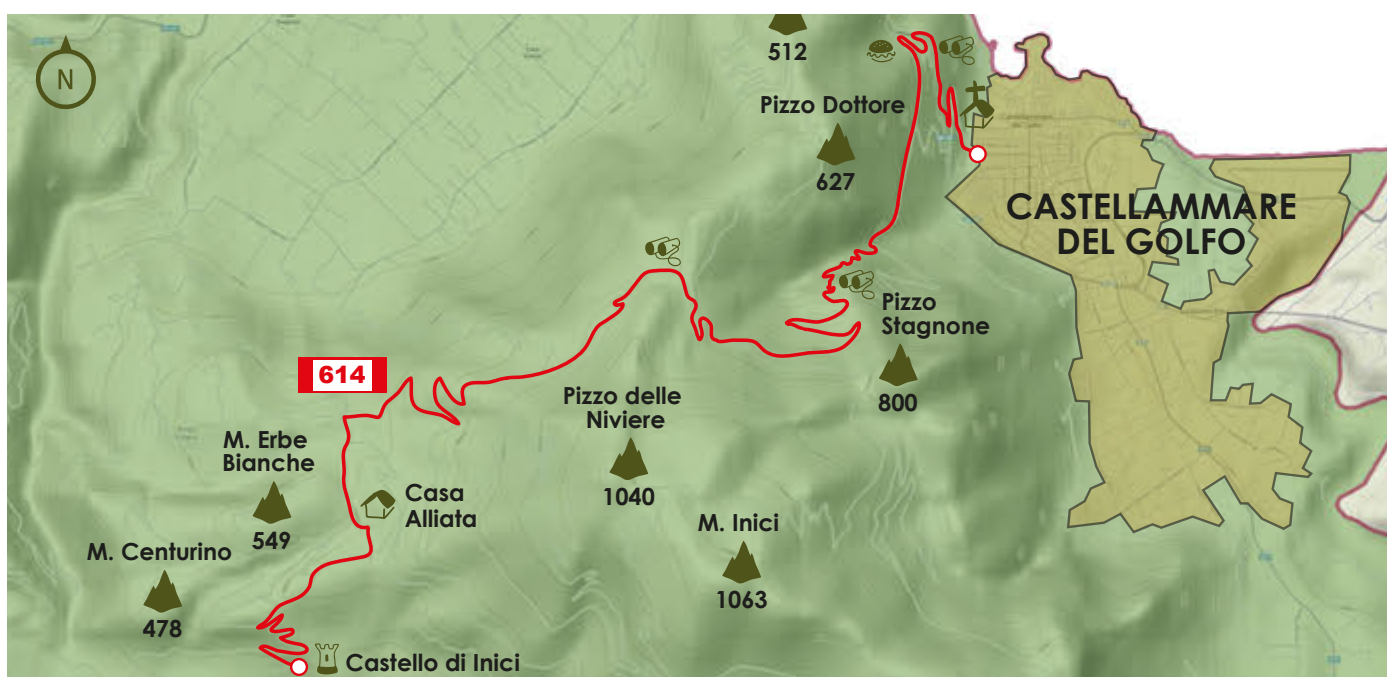 N
512
Pizzo Dottore
627
CASTELLAMMARE
DEL GOLFO
Pizzo
Stagnone
800
614
Pizzo delle
Niviere
1040
M. Erbe
Bianche
549
Casa
Alliata
M. Inici
1063
M. Centurino
478
Castello di Inici